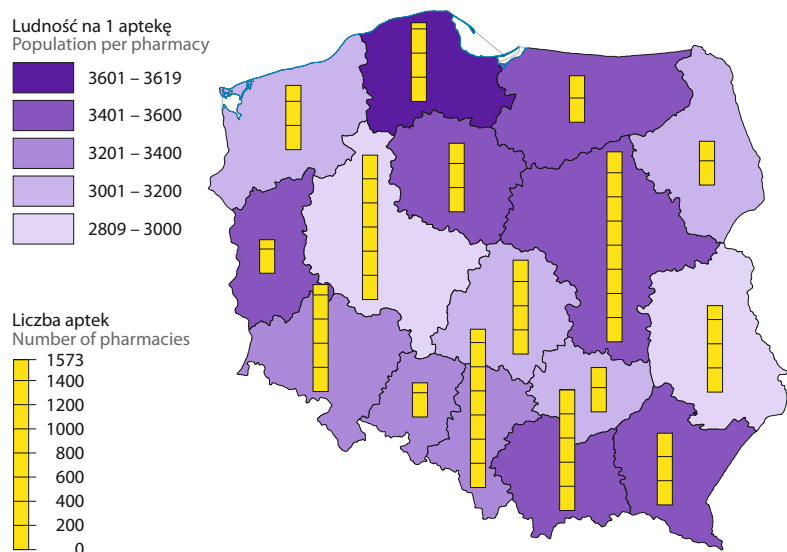 Ludność na 1 aptekę
Population per pharmacy
3601 – 3619
3401 – 3600
3201 – 3400
3001 – 3200
2809 – 3000
Liczba aptek
Number of pharmacies
1573
1400
1200
1000
800
600
400
200
0